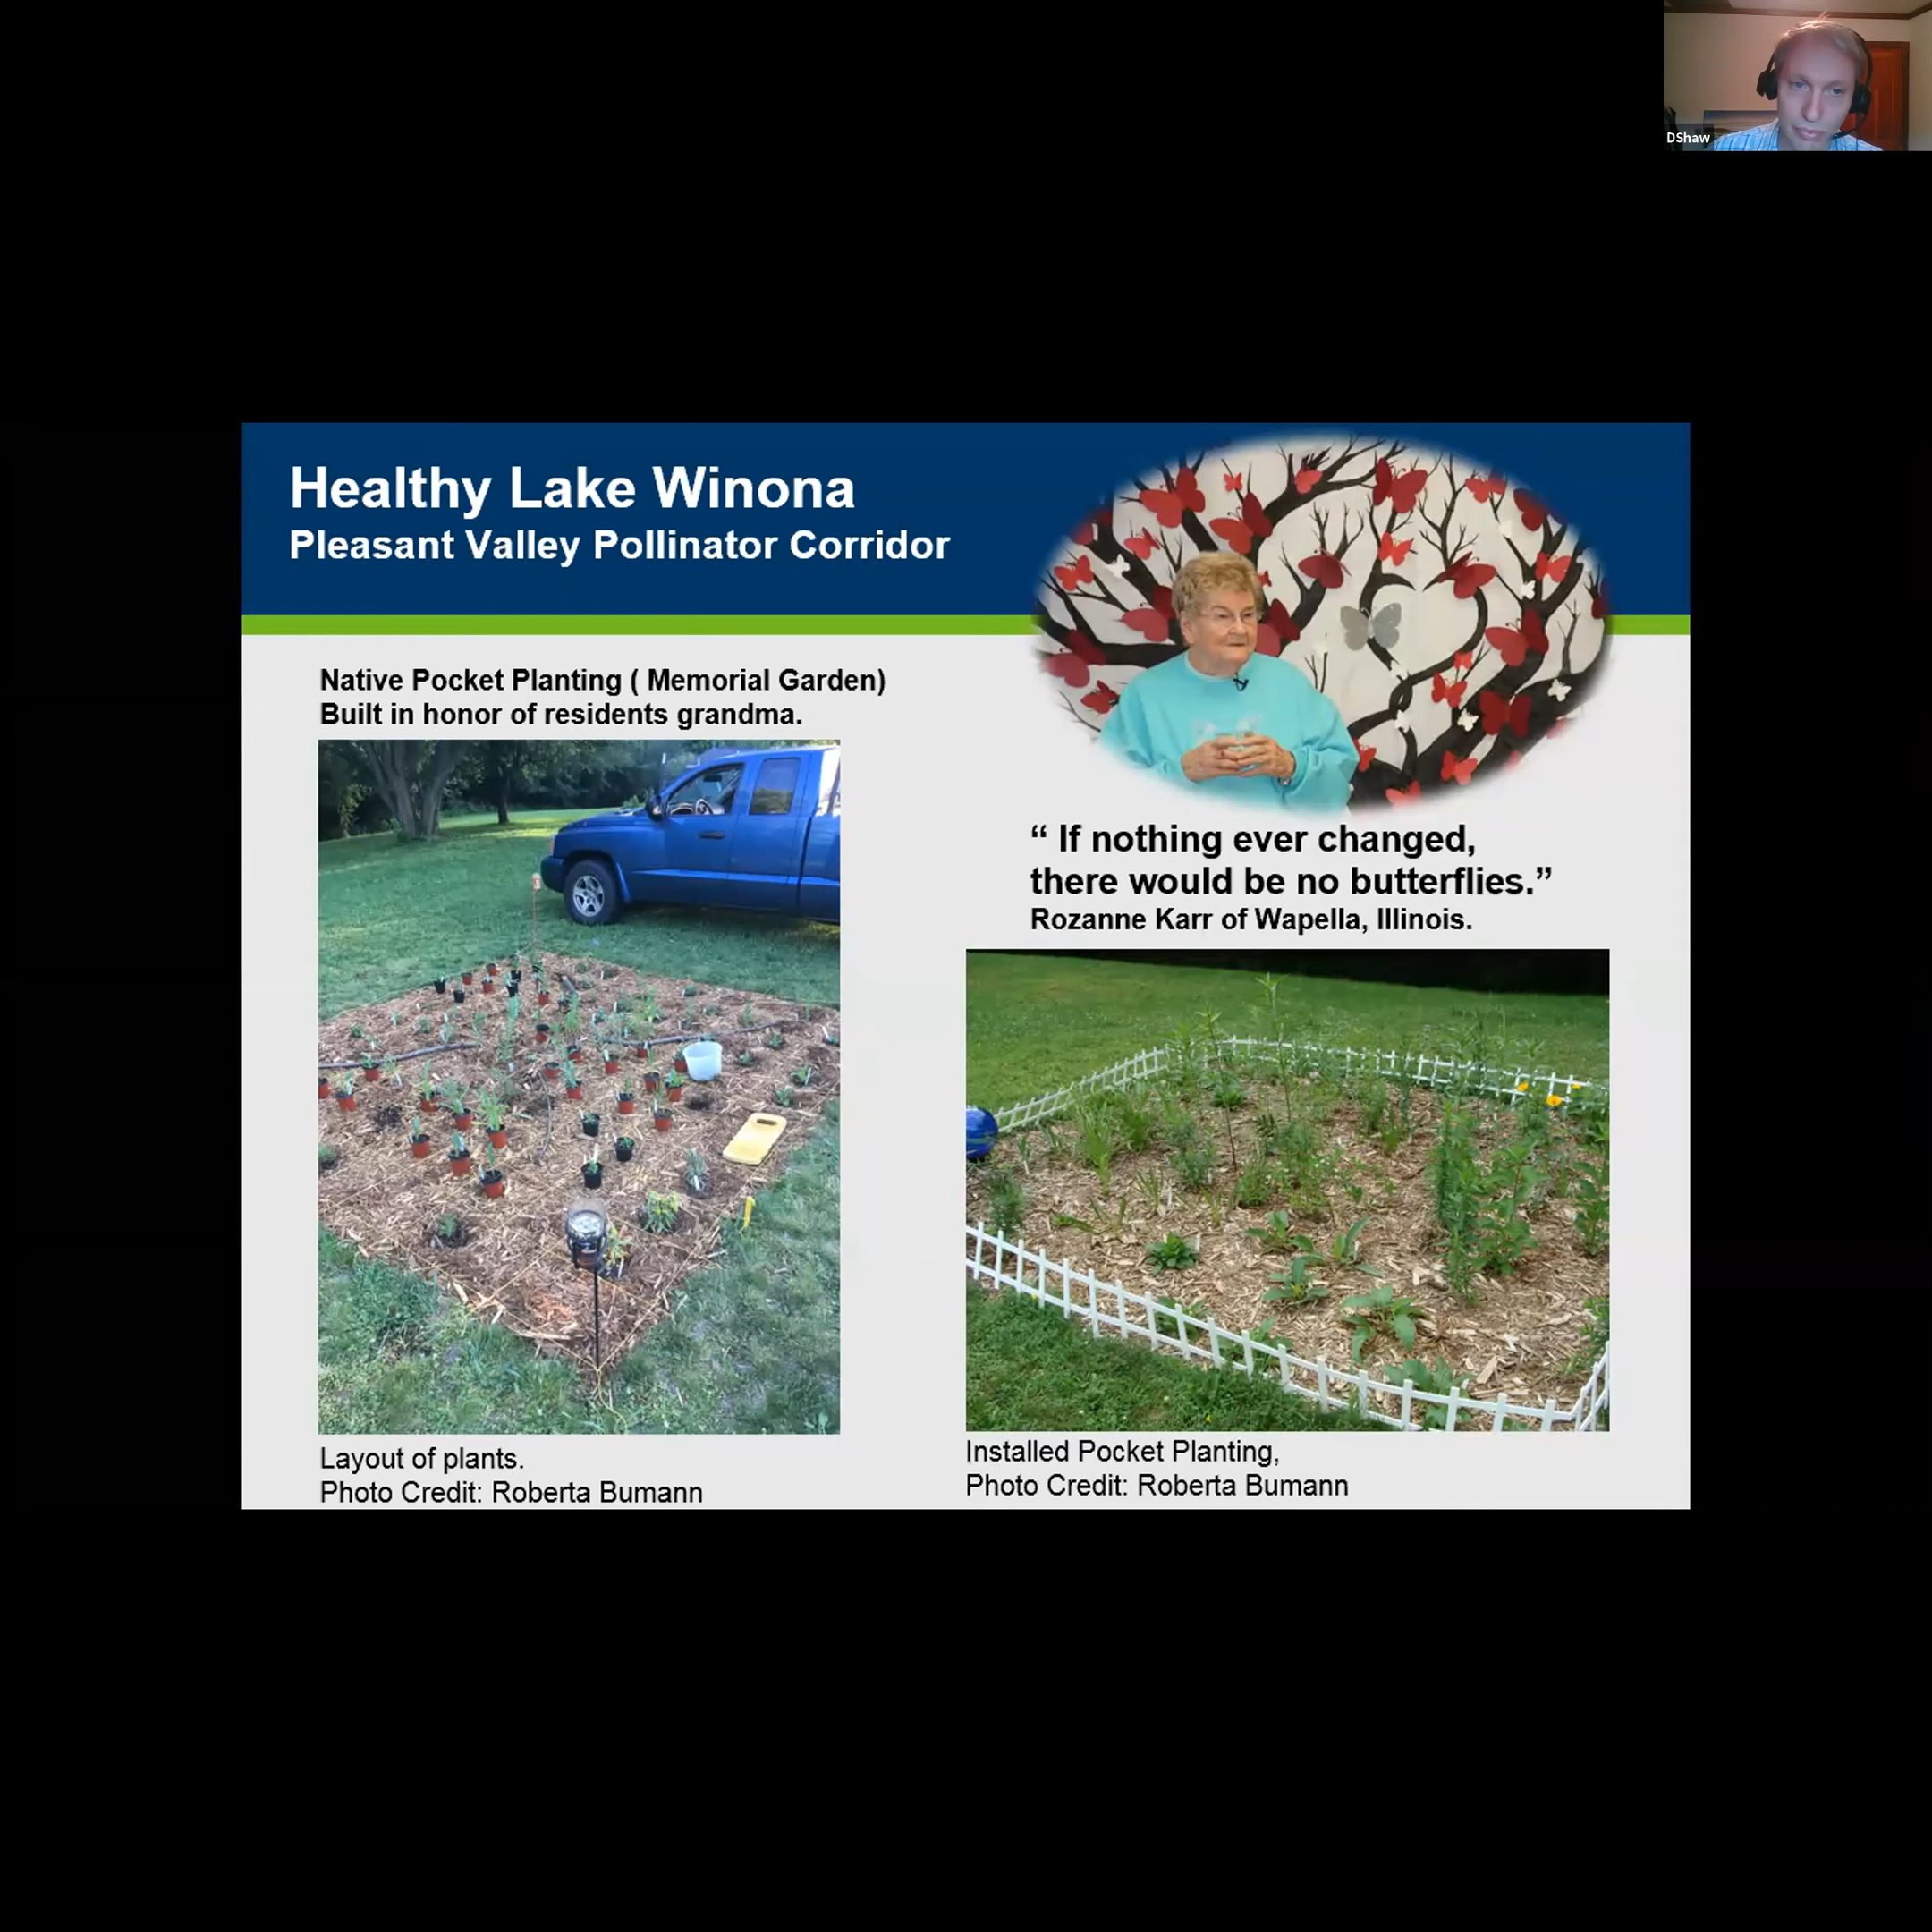 DShaw
Healthy Lake Winona
Pleasant Valley Pollinator Corridor
Native Pocket Planting ( Memorial Garden)
Built in honor of residents grandma.
“ If nothing ever changed,
there would be no butterflies.”
Rozanne Karr of Wapella, Illinois.
Layout of plants.
Photo Credit: Roberta Bumann
Installed Pocket Planting,
Photo Credit: Roberta Bumann